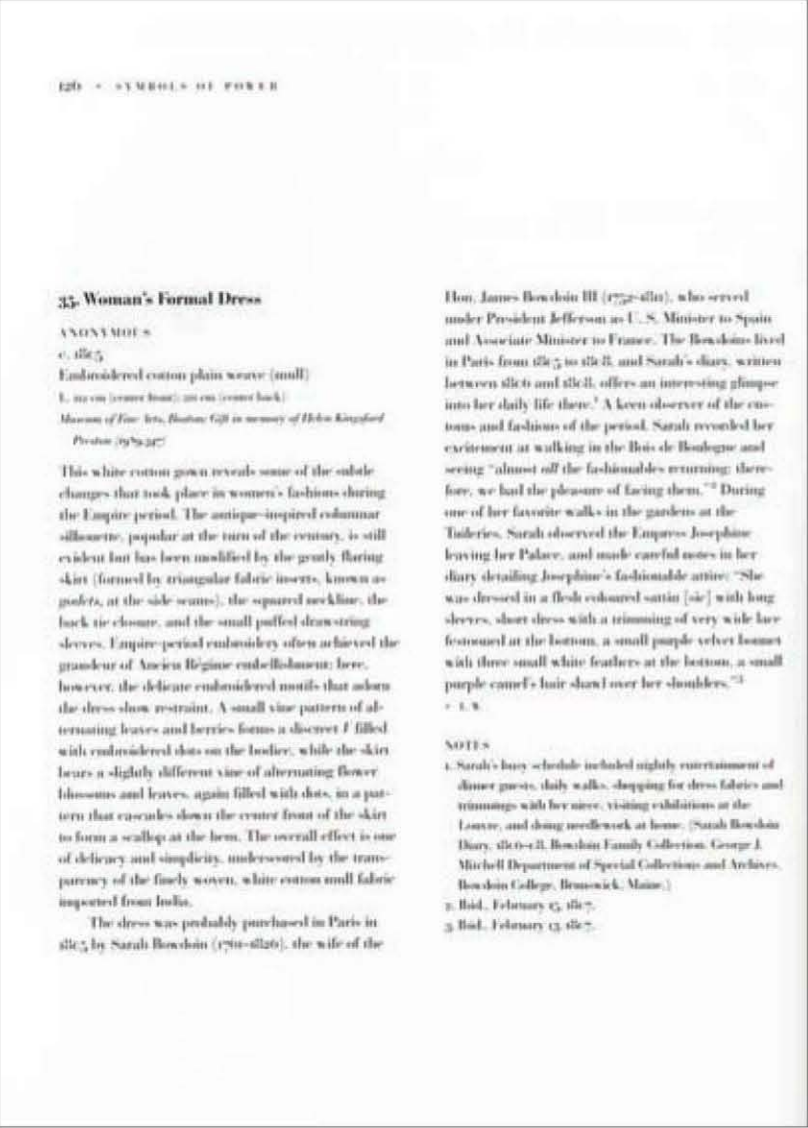 126 • SYMBOLS OF POWER
35. Woman's Formal Dress
ANONYMOUS
c. 1805
Embroidered cotton plain weave (mull)
L. cm (center front); cm (center back)
Museum of Fine Arts, Boston; Gift in memory of Helen Kingsford
Preston
This white cotton gown reveals some of the subtle
changes that took place in women's fashions during
the Empire period. The antique-inspired columnar
silhouette, popular at the turn of the century, is still
evident but has been modified by the gently flaring
skirt (formed by triangular fabric inserts, known as
godets, at the side seams), the squared neckline, the
back tie closure, and the small puffed drawstring
sleeves. Empire-period embroidery often achieved the
grandeur of Ancien Régime embellishment; here,
however, the delicate embroidered motifs that adorn
the dress show restraint. A small vine pattern of al-
ternating leaves and berries forms a discreet V filled
with embroidered dots on the bodice, while the skirt
bears a slightly different vine of alternating flower
blossoms and leaves, again filled with dots, in a pat-
tern that cascades down the center front of the skirt
to form a scallop at the hem. The overall effect is one
of delicacy and simplicity, underscored by the trans-
parency of the finely woven, white cotton mull fabric
imported from India.
The dress was probably purchased in Paris in
1805 by Sarah Bowdoin (1761–1826), the wife of the
Hon. James Bowdoin III (1752–1811), who served
under President Jefferson as U. S. Minister to Spain
and Associate Minister to France. The Bowdoins lived
in Paris from 1805 to 1808, and Sarah's diary, written
between 1806 and 1808, offers an interesting glimpse
into her daily life there.¹ A keen observer of the cus-
toms and fashions of the period, Sarah recorded her
excitement at walking in the Bois de Boulogne and
seeing "almost all the fashionables returning; there-
fore, we had the pleasure of facing them."² During
one of her favorite walks in the gardens at the
Tuileries, Sarah observed the Empress Josephine
leaving her Palace, and made careful notes in her
diary detailing Josephine's fashionable attire: "She
was dressed in a flesh coloured sattin [sic] with long
sleeves, short dress with a trimming of very wide lace
festooned at the bottom, a small purple velvet bonnet
with three small white feathers at the bottom, a small
purple camel's hair shawl over her shoulders."³
NOTES
1. Sarah's busy schedule included nightly entertainment of
dinner guests, daily walks, shopping for dress fabrics and
trimmings with her niece, visiting exhibitions at the
Louvre, and doing needlework at home. (Sarah Bowdoin
Diary, 1806–08, Bowdoin Family Collection, George J.
Mitchell Department of Special Collections and Archives,
Bowdoin College, Brunswick, Maine.)
2. Ibid., February 15, 1807.
3. Ibid., February 13, 1807.